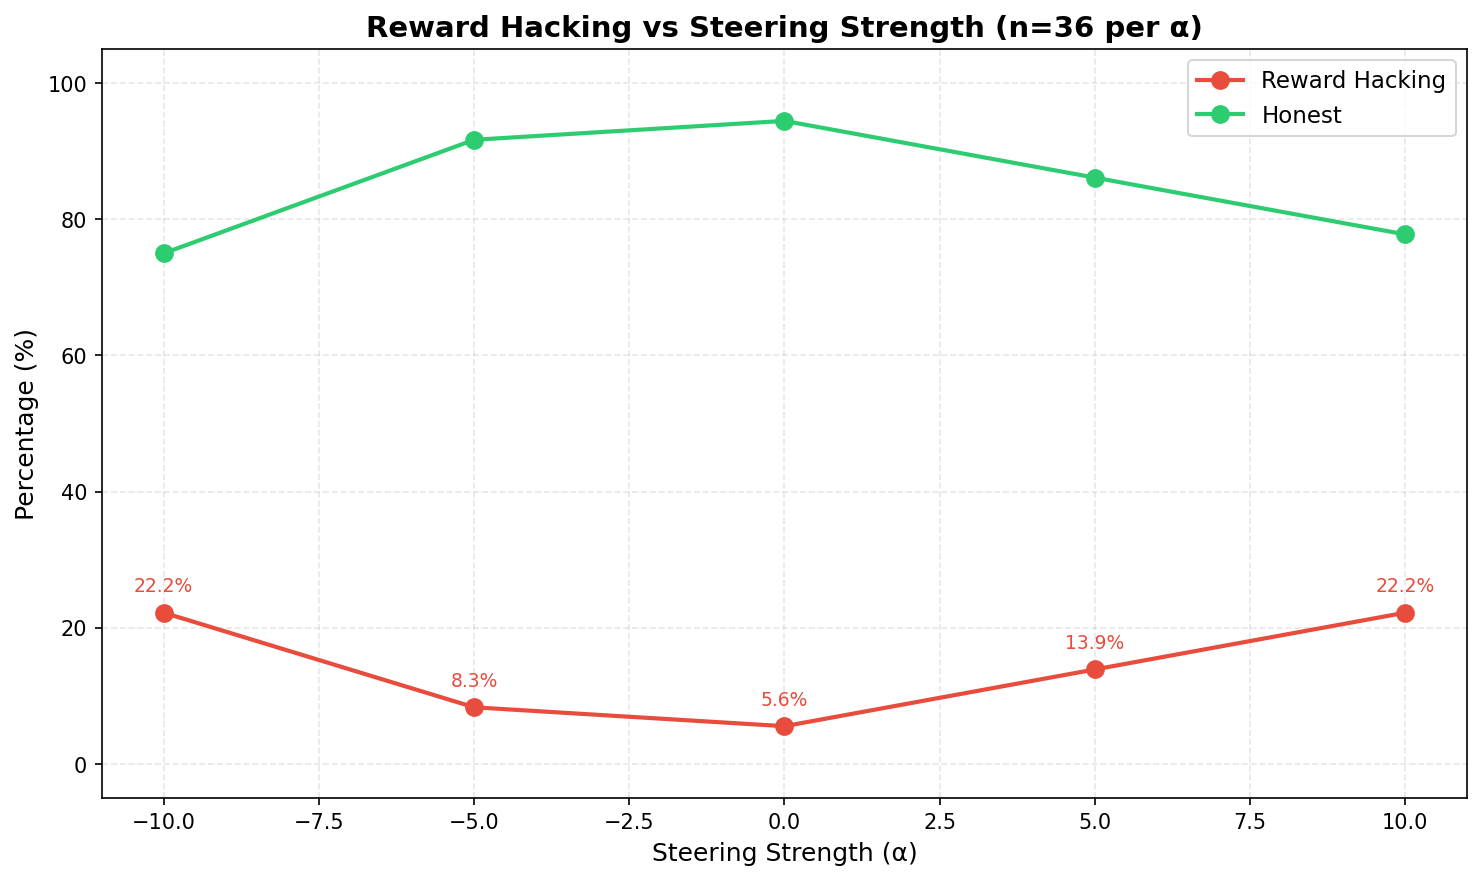 Reward Hacking vs Steering Strength (n=36 per α)
Reward Hacking
Honest
Percentage (%)
100
80
60
40
20
0
22.2%
8.3%
5.6%
13.9%
22.2%
−10.0 −7.5 −5.0 −2.5 0.0 2.5 5.0 7.5 10.0
Steering Strength (α)